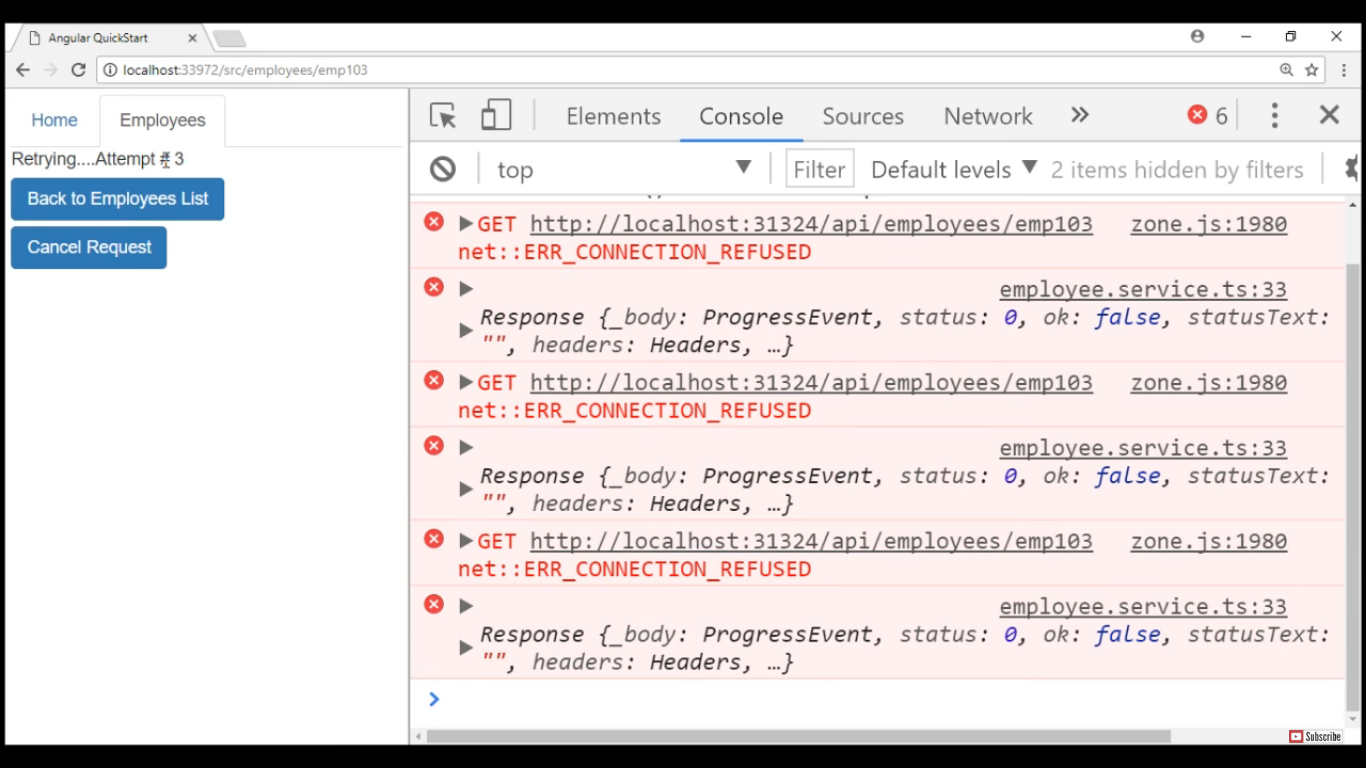 Angular QuickStart
localhost:33972/src/employees/emp103
Home Employees
Retrying....Attempt # 3
Back to Employees List
Cancel Request
Elements Console Sources Network 6
top Filter Default levels 2 items hidden by filters
GET http://localhost:31324/api/employees/emp103 zone.js:1980
net::ERR_CONNECTION_REFUSED
employee.service.ts:33
Response {_body: ProgressEvent, status: 0, ok: false, statusText:
"", headers: Headers, …}
GET http://localhost:31324/api/employees/emp103 zone.js:1980
net::ERR_CONNECTION_REFUSED
employee.service.ts:33
Response {_body: ProgressEvent, status: 0, ok: false, statusText:
"", headers: Headers, …}
GET http://localhost:31324/api/employees/emp103 zone.js:1980
net::ERR_CONNECTION_REFUSED
employee.service.ts:33
Response {_body: ProgressEvent, status: 0, ok: false, statusText:
"", headers: Headers, …}
Subscribe